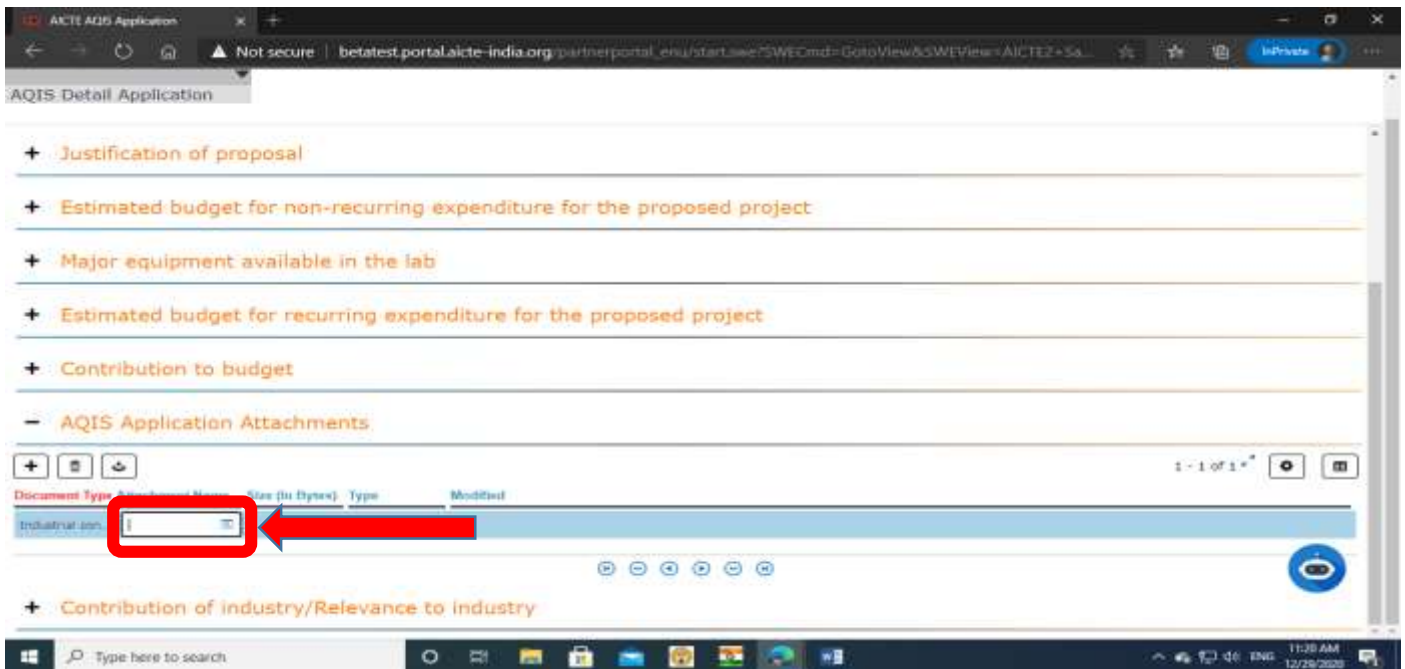 AICTE AQIS Application
Not secure betatest.portal.aicte-india.org/partnerportal_enu/start.swe?SWECmd=GotoView&SWEView=AICTE2+Sa...
InPrivate
AQIS Detail Application
+ Justification of proposal
+ Estimated budget for non-recurring expenditure for the proposed project
+ Major equipment available in the lab
+ Estimated budget for recurring expenditure for the proposed project
+ Contribution to budget
− AQIS Application Attachments
1 - 1 of 1+
Document Type Attachment Name Size (In Bytes) Type Modified
Industrial con...
+ Contribution of industry/Relevance to industry
Type here to search
ENG 11:20 AM
12/29/2020